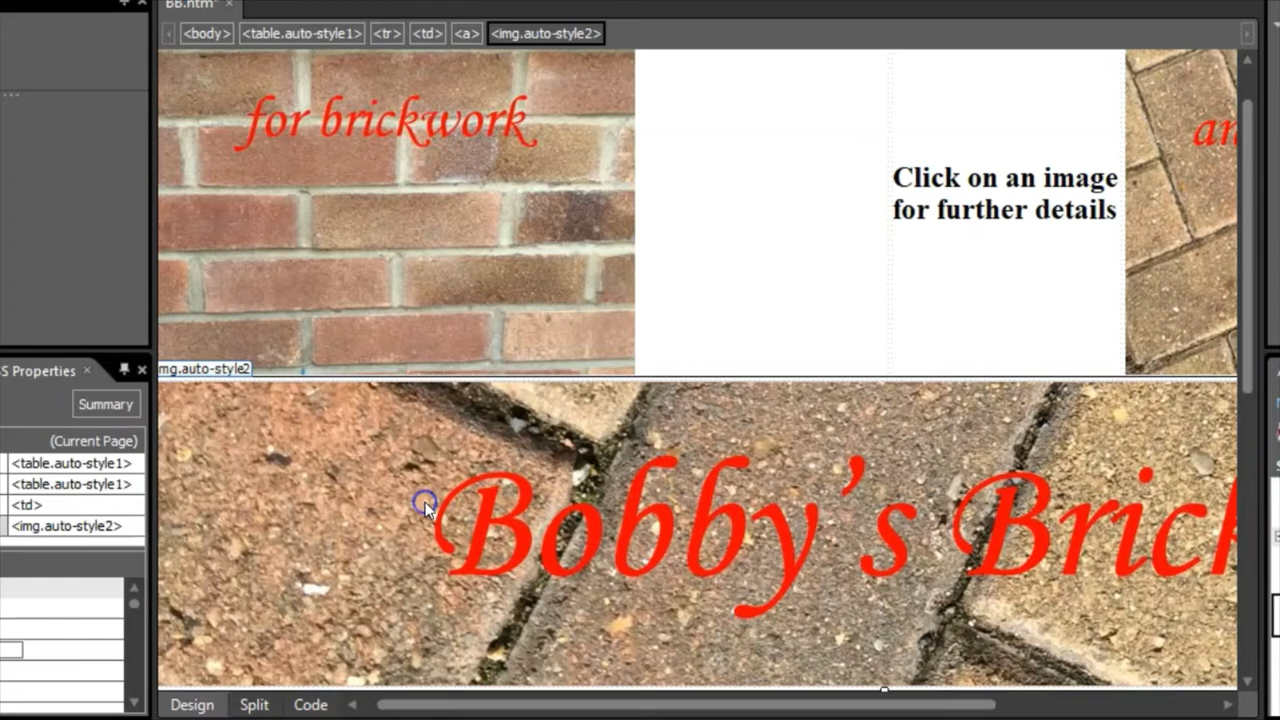 BB.htm*
<body> <table.auto-style1> <tr> <td> <a> <img.auto-style2>
for brickwork
Click on an image
for further details
an
mg.auto-style2
S Properties
Summary
(Current Page)
<table.auto-style1>
<table.auto-style1>
<td>
<img.auto-style2>
Bobby's Brick
Design Split Code